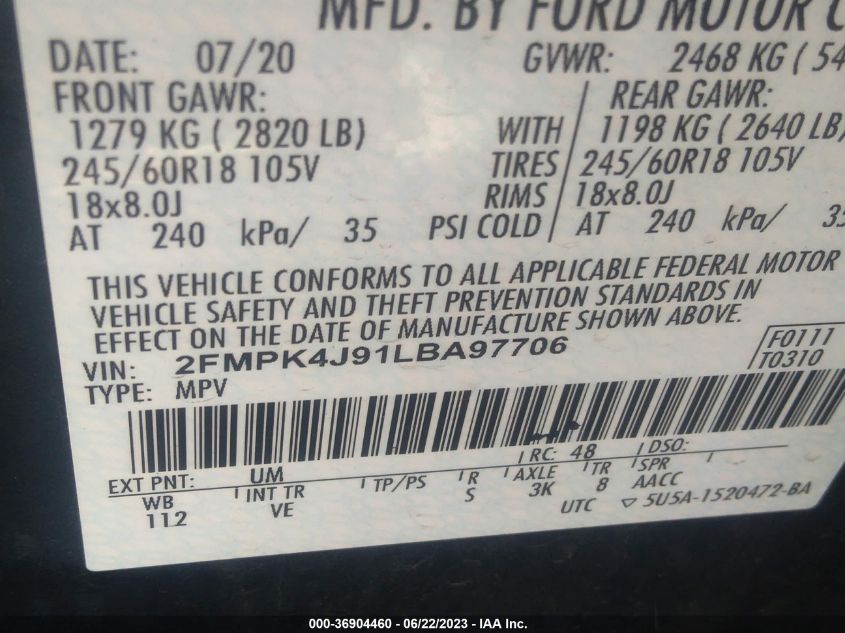 MFD. BY FORD MOTOR C
DATE: 07/20 GVWR: 2468 KG ( 54
FRONT GAWR: REAR GAWR:
1279 KG ( 2820 LB) WITH 1198 KG ( 2640 LB)
245/60R18 105V TIRES 245/60R18 105V
18x8.0J RIMS 18x8.0J
AT 240 kPa/ 35 PSI COLD AT 240 kPa/ 35
THIS VEHICLE CONFORMS TO ALL APPLICABLE FEDERAL MOTOR
VEHICLE SAFETY AND THEFT PREVENTION STANDARDS IN
EFFECT ON THE DATE OF MANUFACTURE SHOWN ABOVE.
VIN: 2FMPK4J91LBA97706 F0111
TYPE: MPV T0310
EXT PNT: UM RC: 48 DSO:
WB INT TR TP/PS R AXLE TR SPR
112 VE S 3K 8 AACC
UTC ▽ 5U5A-1520472-BA
000-36904460 - 06/22/2023 - IAA Inc.